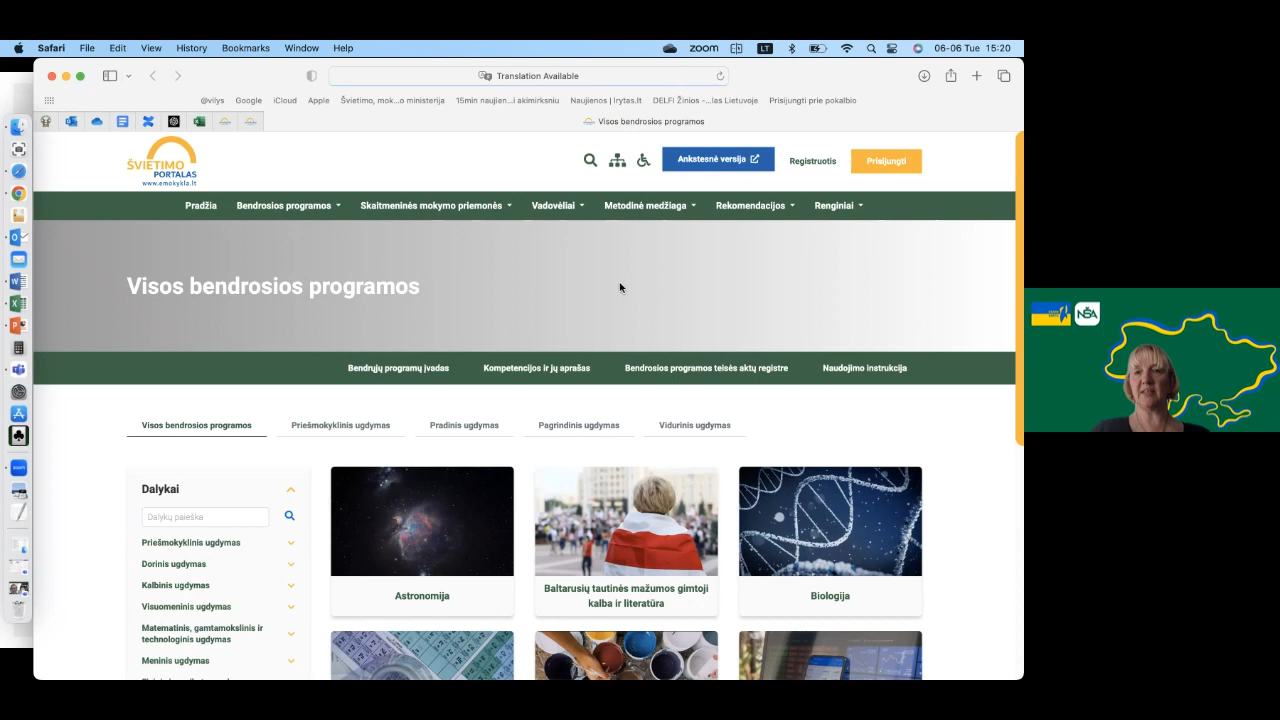 Safari File Edit View History Bookmarks Window Help
zoom LT 06-06 Tue 15:20
Translation Available
@vilys Google iCloud Apple Švietimo, mok...o ministerija 15min naujien...i akimirksniu Naujienos | lrytas.lt DELFI Žinios -...las Lietuvoje Prisijungti prie pokalbio
Visos bendrosios programos
ŠVIETIMO
PORTALAS
www.emokykla.lt
Ankstesnė versija
Registruotis
Prisijungti
Pradžia Bendrosios programos Skaitmeninės mokymo priemonės Vadovėliai Metodinė medžiaga Rekomendacijos Renginiai
Visos bendrosios programos
Bendrųjų programų įvadas Kompetencijos ir jų aprašas Bendrosios programos teisės aktų registre Naudojimo instrukcija
Visos bendrosios programos Priešmokyklinis ugdymas Pradinis ugdymas Pagrindinis ugdymas Vidurinis ugdymas
Dalykai
Dalykų paieška
Priešmokyklinis ugdymas
Dorinis ugdymas
Kalbinis ugdymas
Visuomeninis ugdymas
Matematinis, gamtamokslinis ir
technologinis ugdymas
Meninis ugdymas
Astronomija
Baltarusių tautinės mažumos gimtoji
kalba ir literatūra
Biologija
NŠA